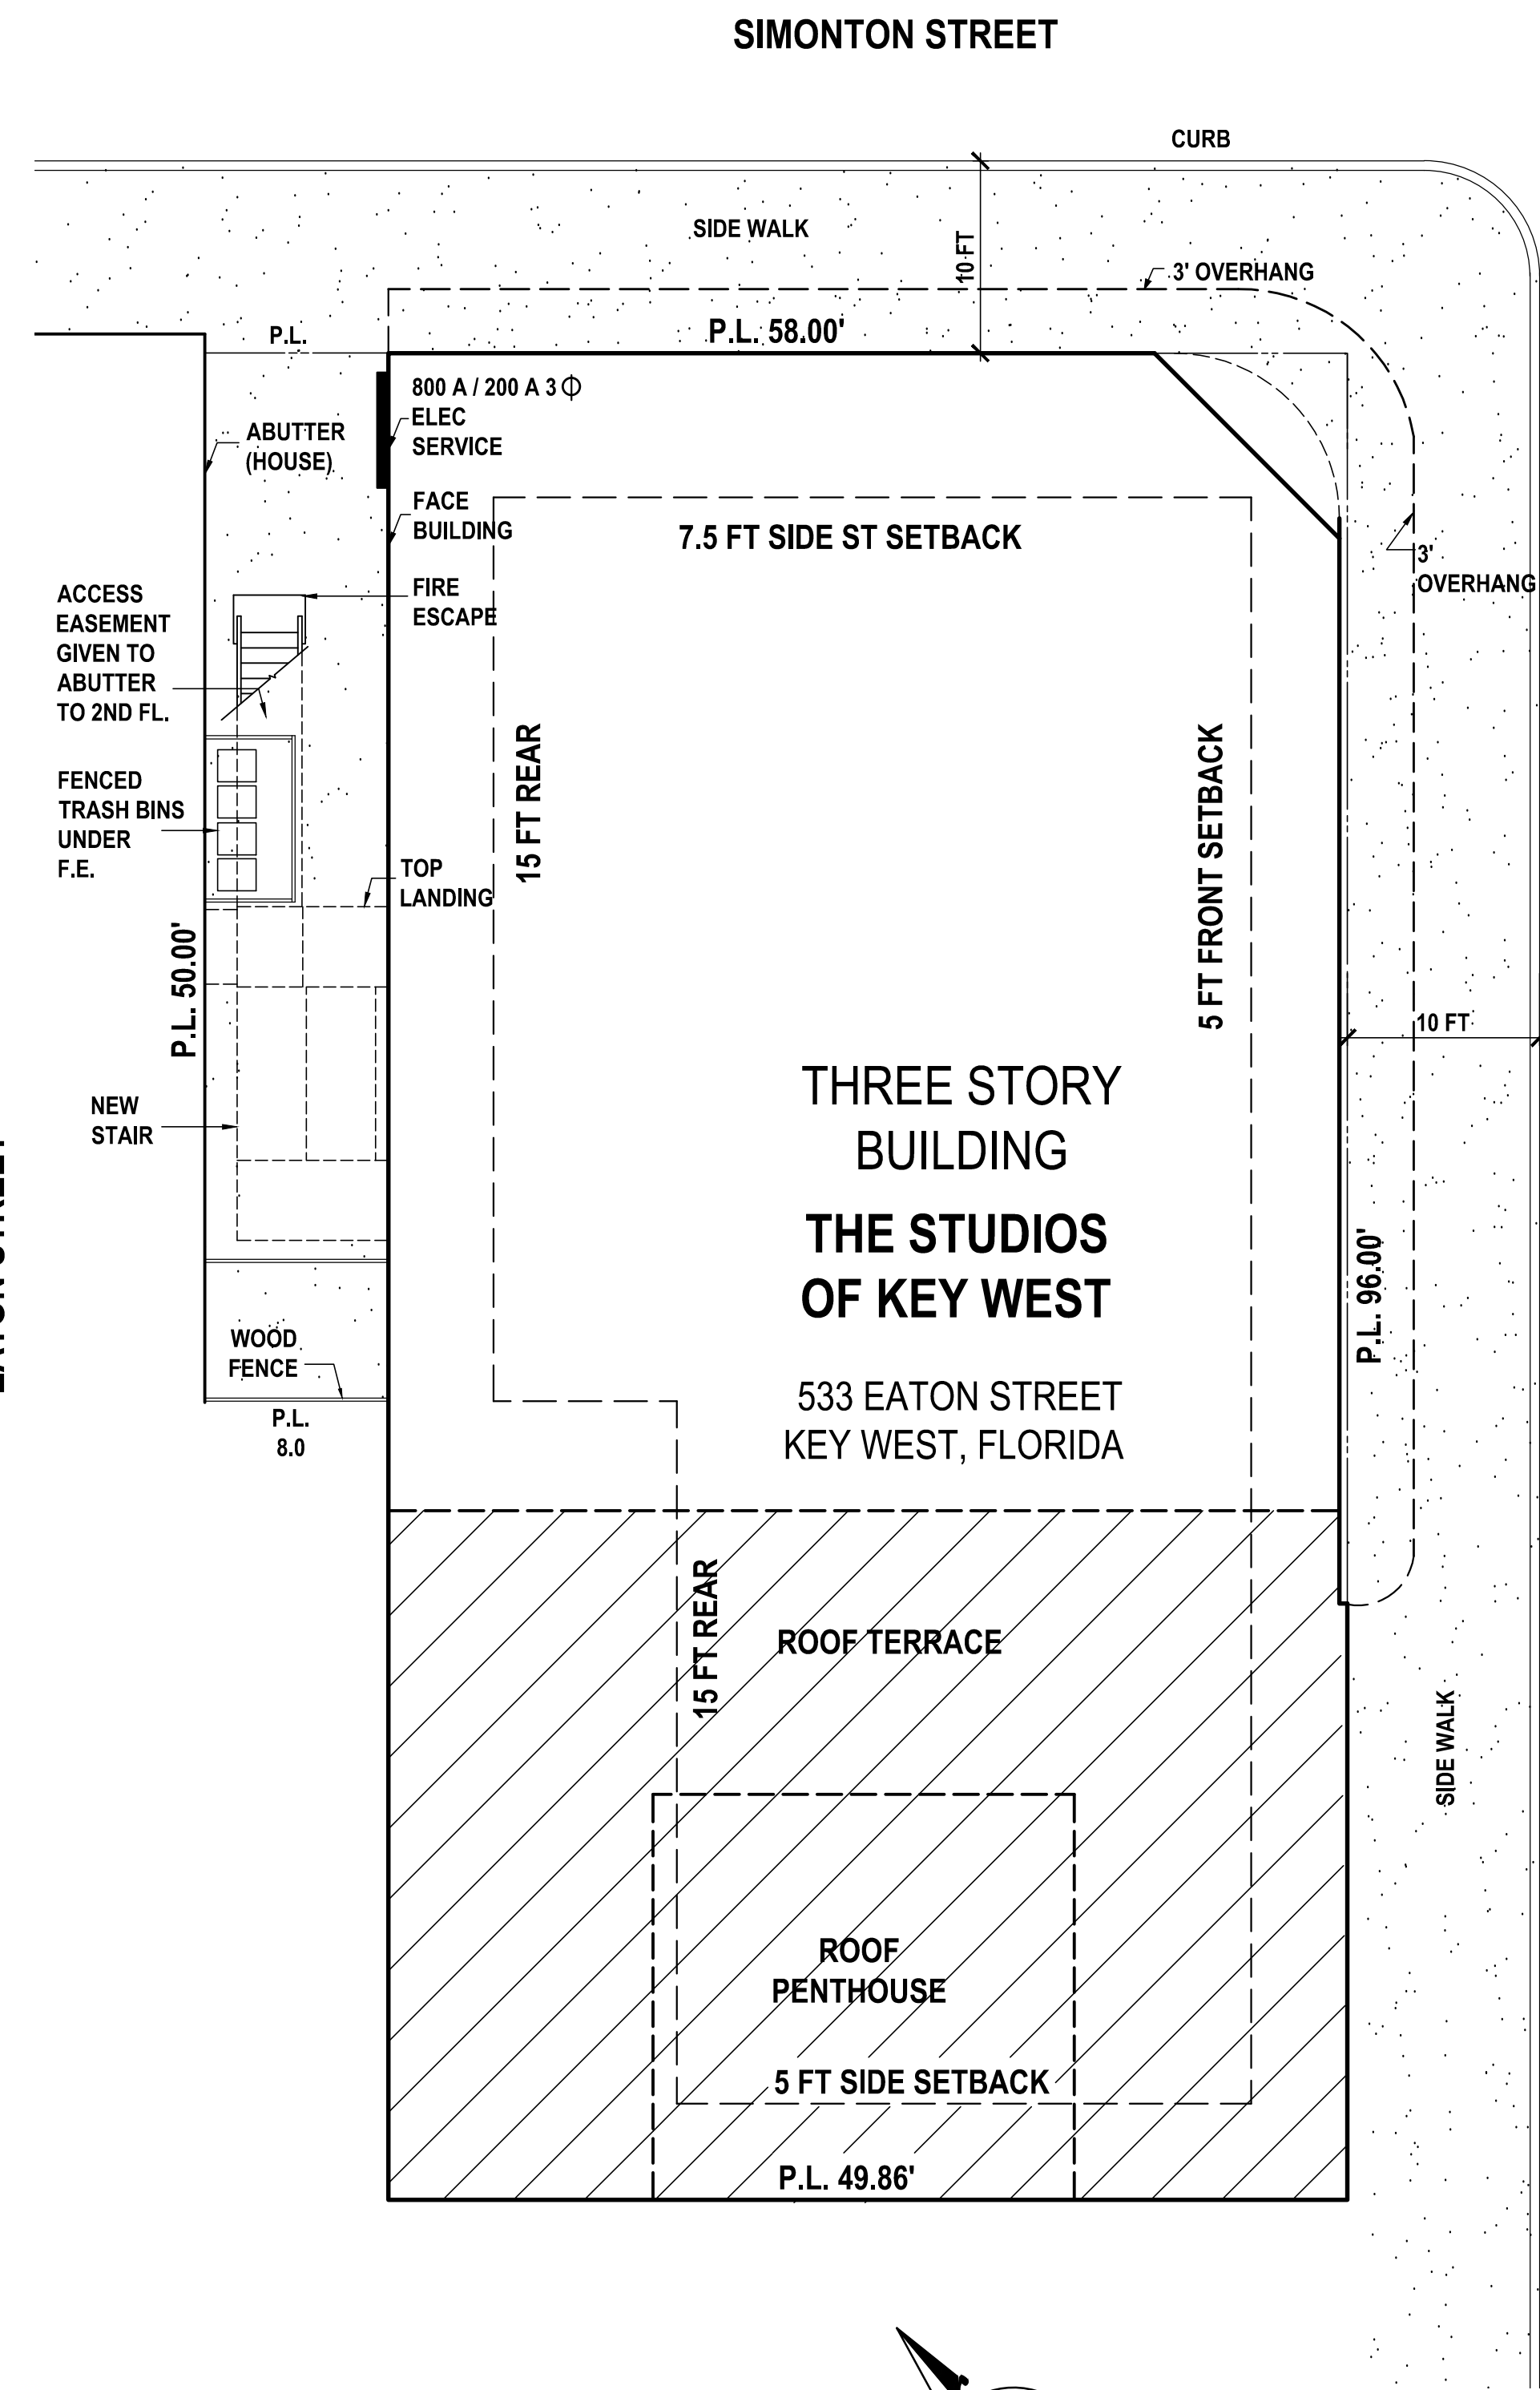 SIMONTON STREET
CURB
SIDE WALK
10 FT
3' OVERHANG
P.L.
P.L. 58.00'
800 A / 200 A 3
ELEC
SERVICE
ABUTTER
(HOUSE)
FACE
BUILDING
7.5 FT SIDE ST SETBACK
3'
OVERHANG
FIRE
ESCAPE
ACCESS
EASEMENT
GIVEN TO
ABUTTER
TO 2ND FL.
15 FT REAR
5 FT FRONT SETBACK
FENCED
TRASH BINS
UNDER
F.E.
TOP
LANDING
P.L. 50.00'
10 FT
NEW
STAIR
THREE STORY
BUILDING
THE STUDIOS
OF KEY WEST
533 EATON STREET
KEY WEST, FLORIDA
P.L. 96.00'
WOOD
FENCE
P.L.
8.0
15 FT REAR
ROOF TERRACE
SIDE WALK
ROOF
PENTHOUSE
5 FT SIDE SETBACK
P.L. 49.86'